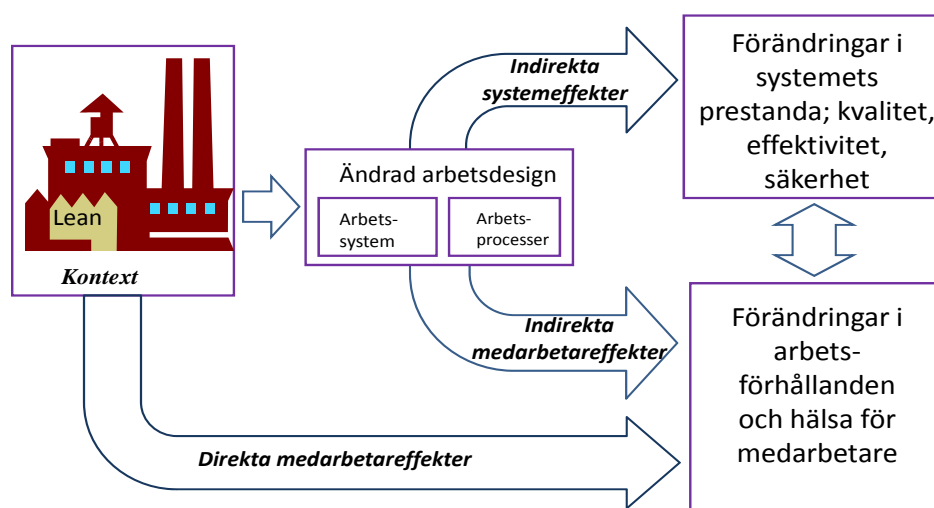 Lean
Kontext
Ändrad arbetsdesign
Arbets-
system
Arbets-
processer
Indirekta
systemeffekter
Förändringar i
systemets
prestanda; kvalitet,
effektivitet,
säkerhet
Indirekta
medarbetareffekter
Direkta medarbetareffekter
Förändringar i
arbets-
förhållanden
och hälsa för
medarbetare